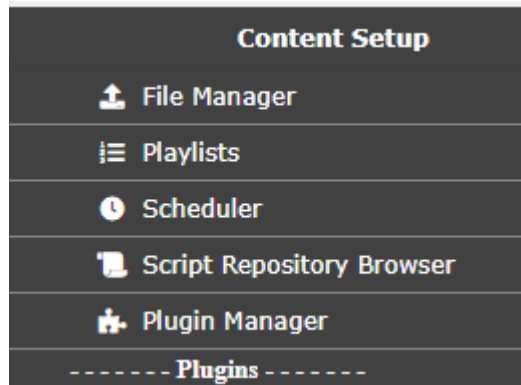 Content Setup
File Manager
Playlists
Scheduler
Script Repository Browser
Plugin Manager
- - - - - - - Plugins - - - - - - -